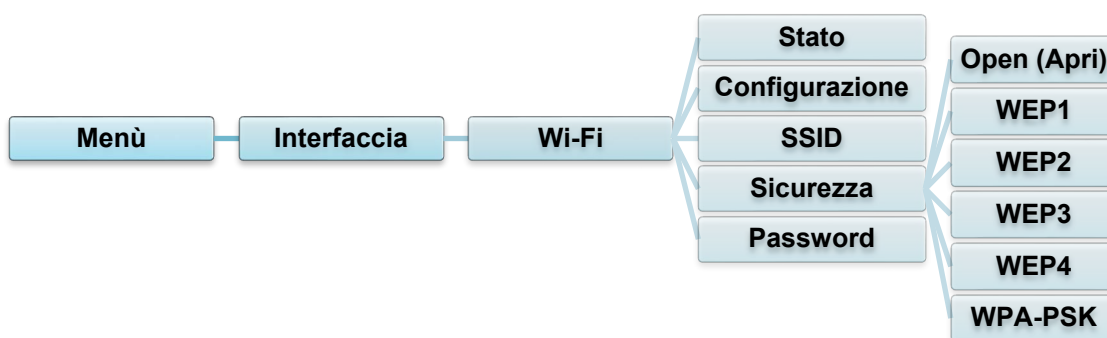 Menù
Interfaccia
Wi-Fi
Stato
Configurazione
SSID
Sicurezza
Password
Open (Apri)
WEP1
WEP2
WEP3
WEP4
WPA-PSK